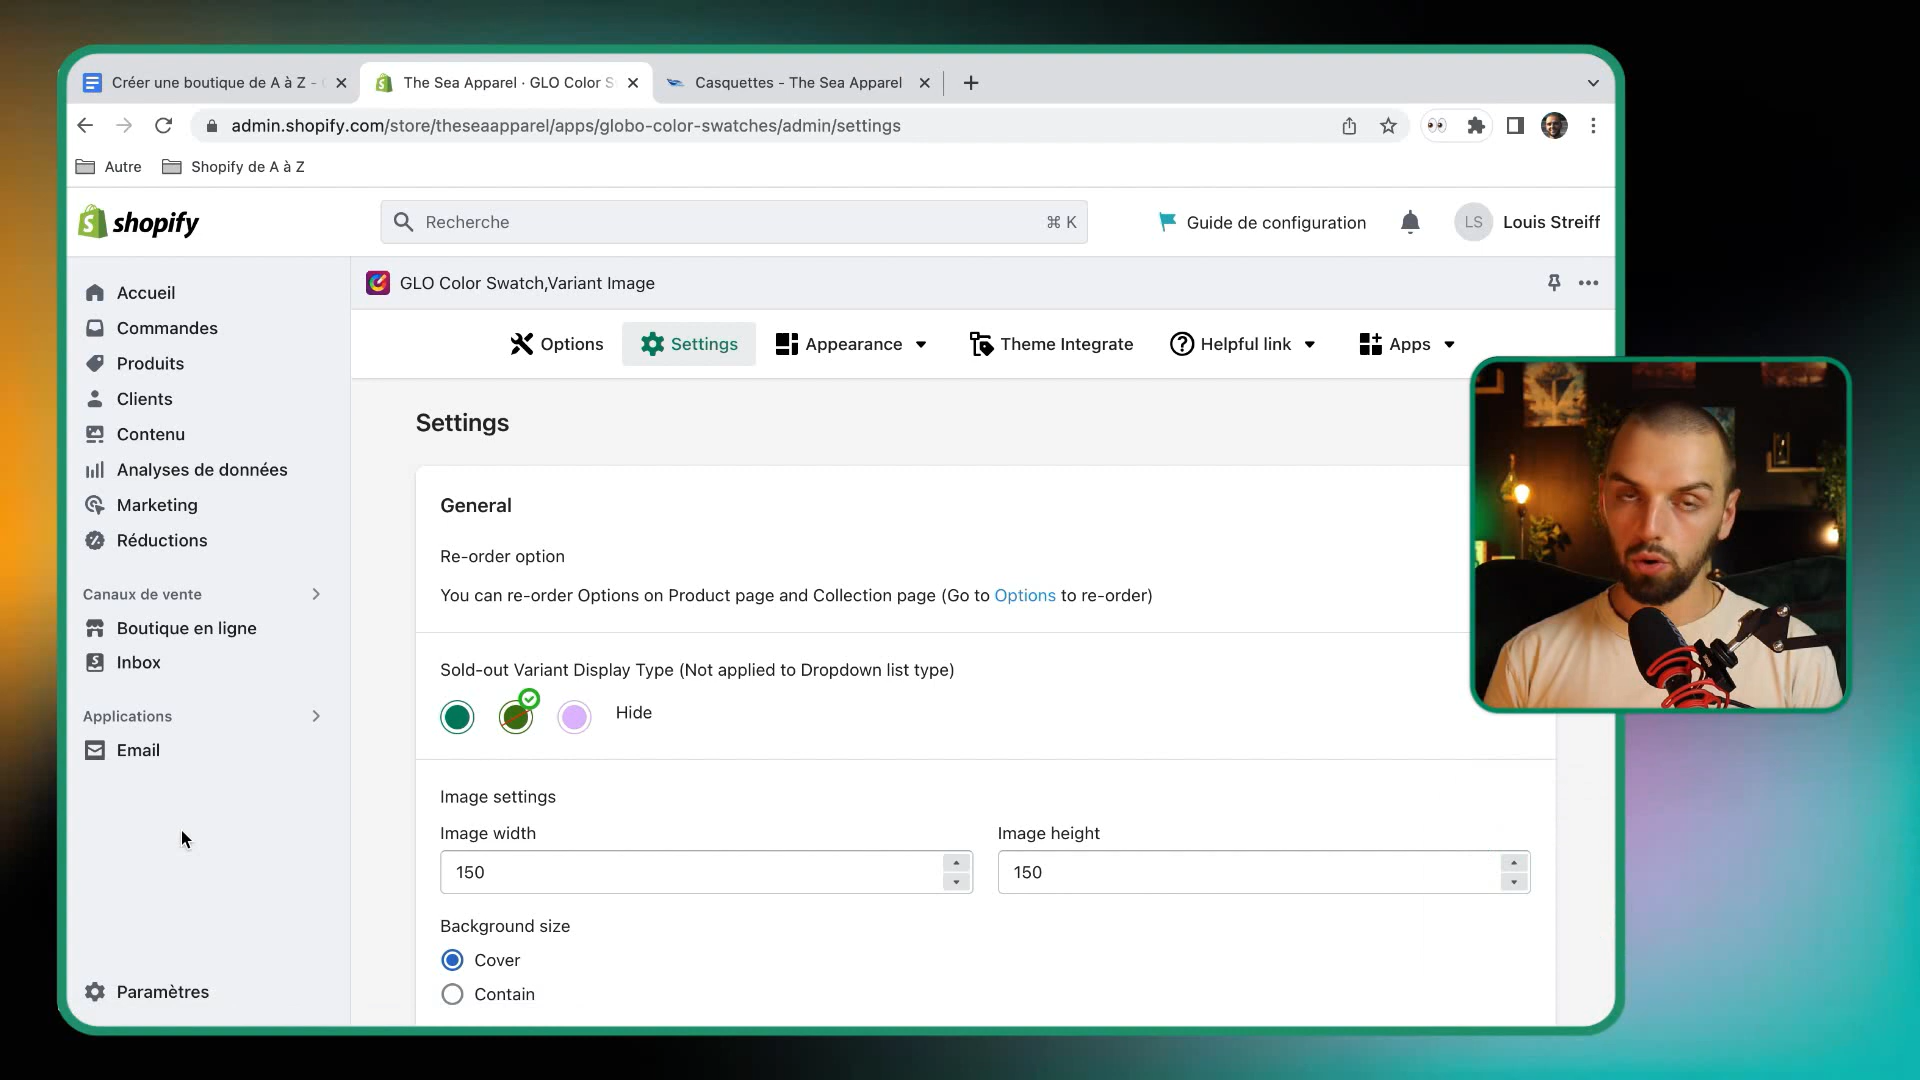 Créer une boutique de A à Z -
The Sea Apparel · GLO Color S
Casquettes - The Sea Apparel
admin.shopify.com/store/theseaapparel/apps/globo-color-swatches/admin/settings
Autre
Shopify de A à Z
shopify
Recherche
⌘ K
Guide de configuration
LS
Louis Streiff
Accueil
Commandes
Produits
Clients
Contenu
Analyses de données
Marketing
Réductions
Canaux de vente
Boutique en ligne
Inbox
Applications
Email
Paramètres
GLO Color Swatch,Variant Image
Options
Settings
Appearance
Theme Integrate
Helpful link
Apps
Settings
General
Re-order option
You can re-order Options on Product page and Collection page (Go to Options to re-order)
Sold-out Variant Display Type (Not applied to Dropdown list type)
Hide
Image settings
Image width
Image height
150
150
Background size
Cover
Contain